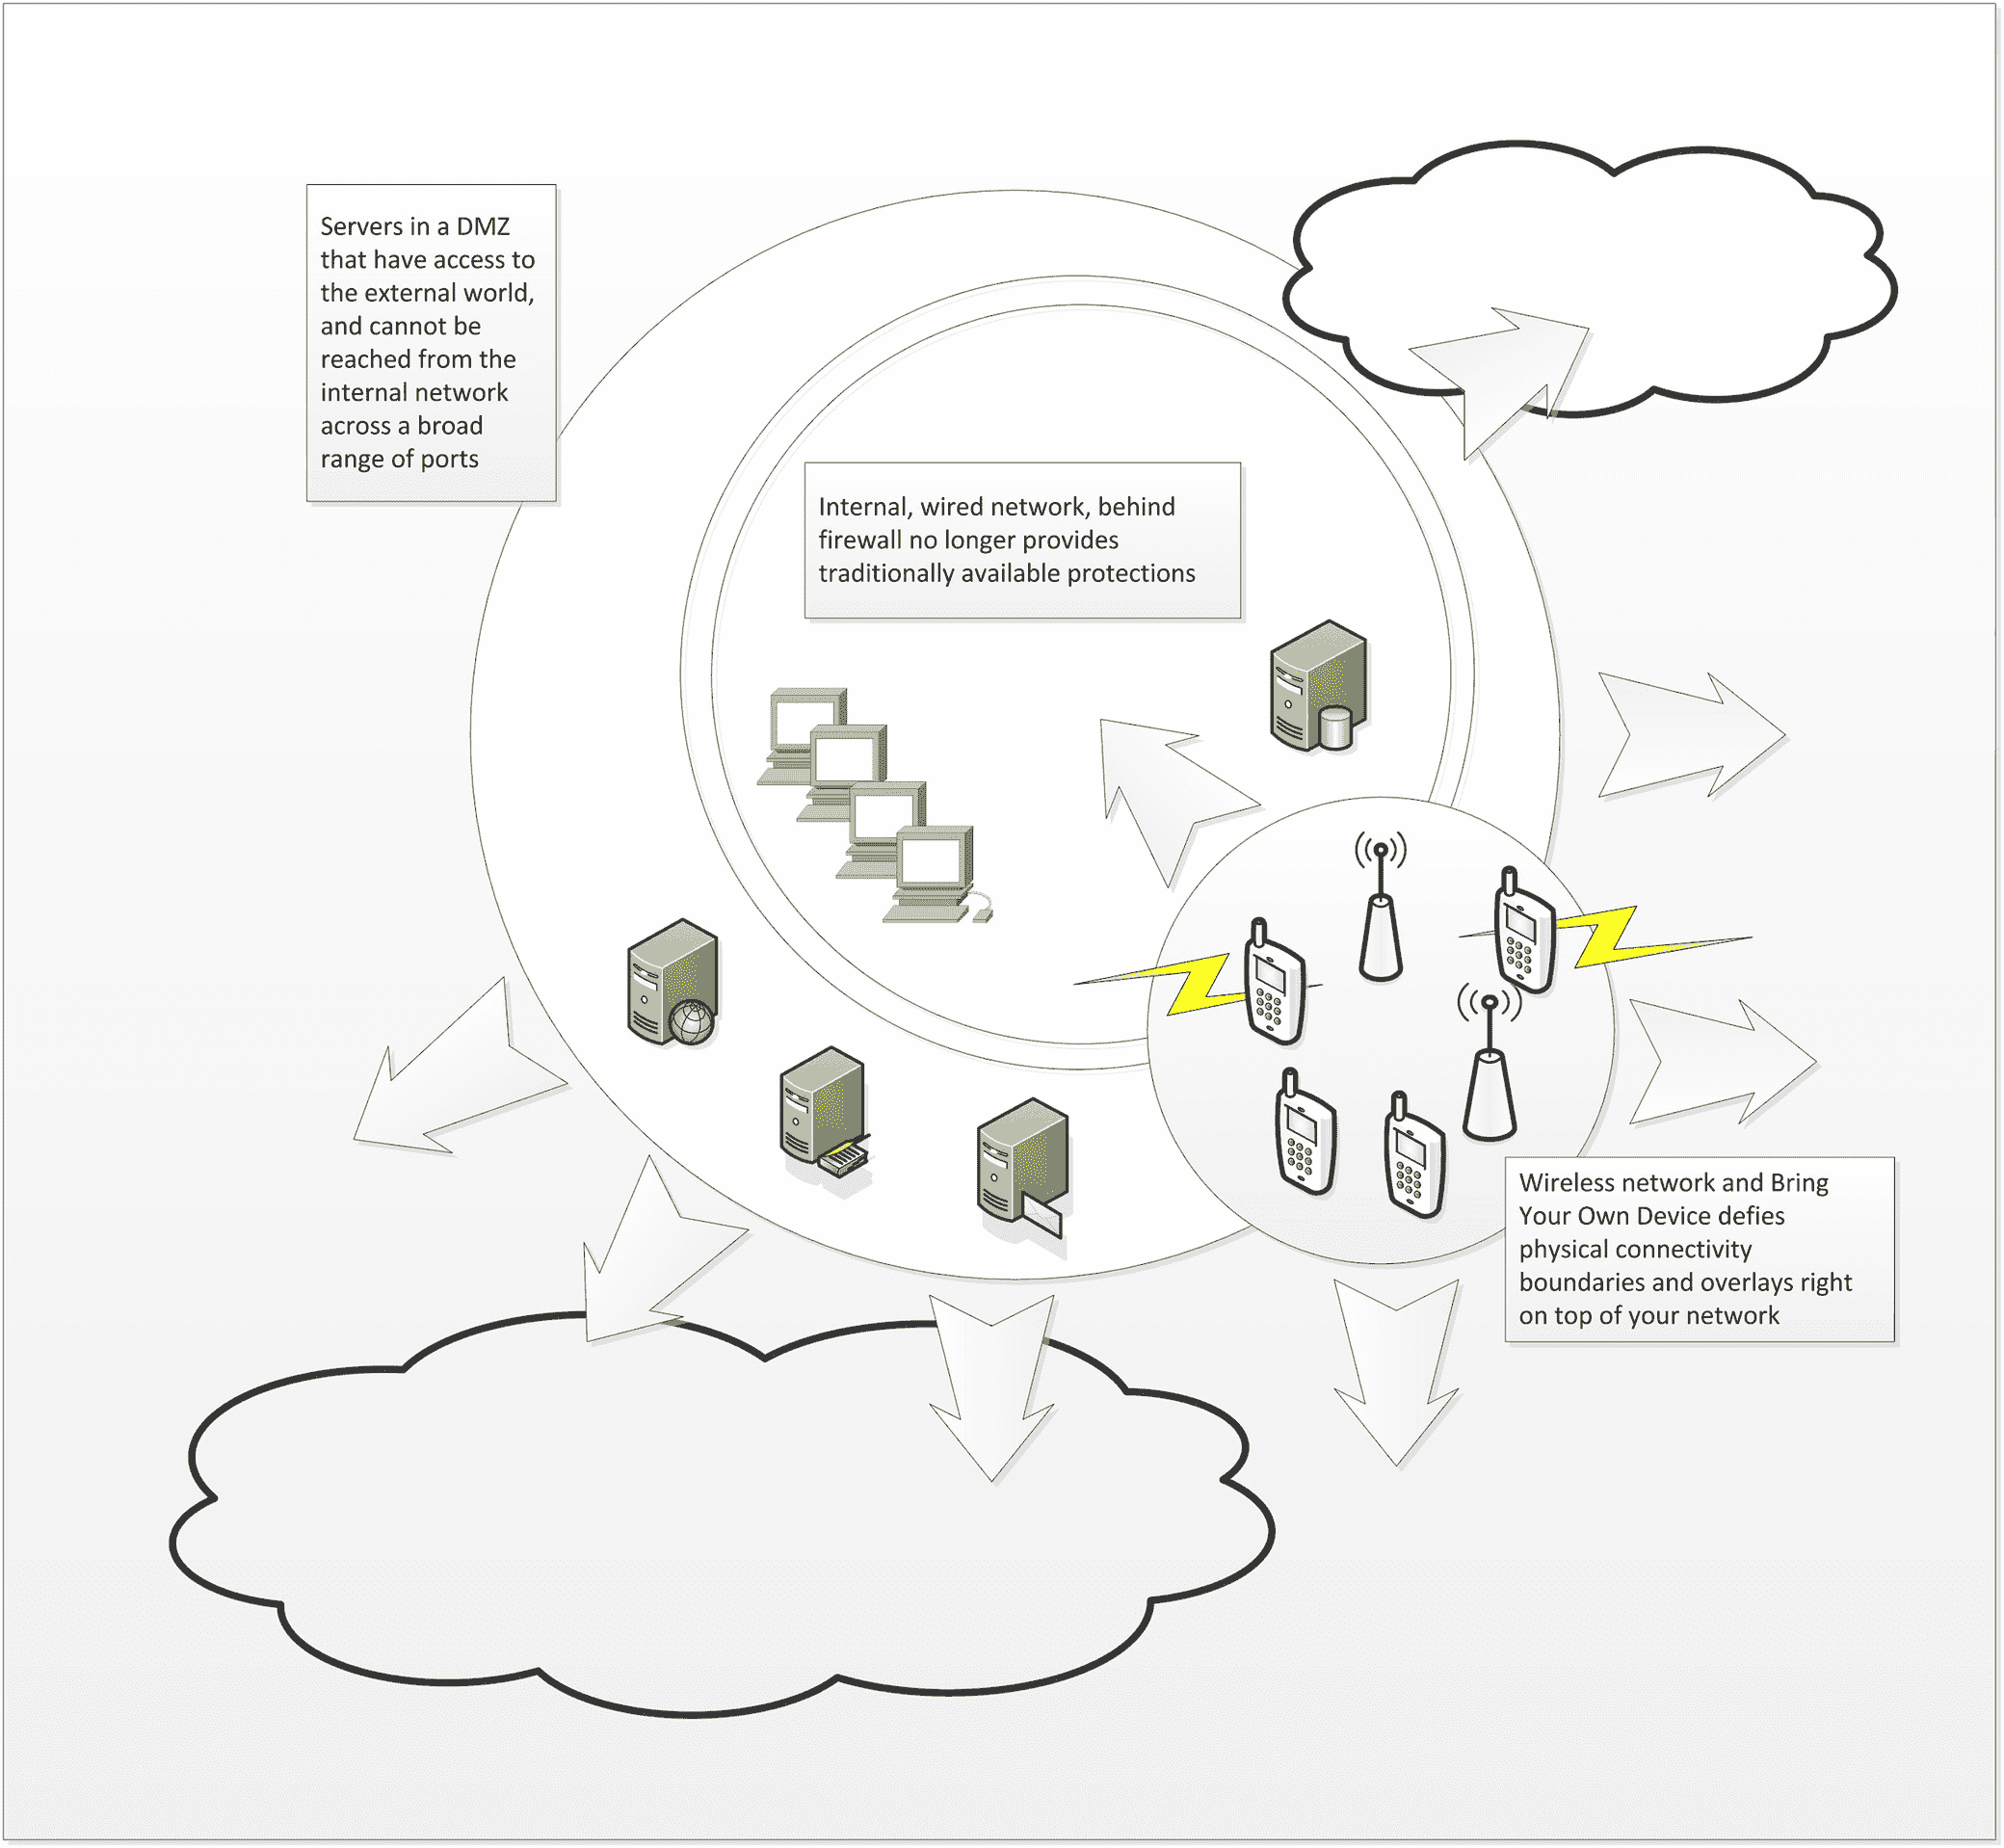 Servers in a DMZ
that have access to
the external world,
and cannot be
reached from the
internal network
across a broad
range of ports
Internal, wired network, behind
firewall no longer provides
traditionally available protections
Wireless network and Bring
Your Own Device defies
physical connectivity
boundaries and overlays right
on top of your network